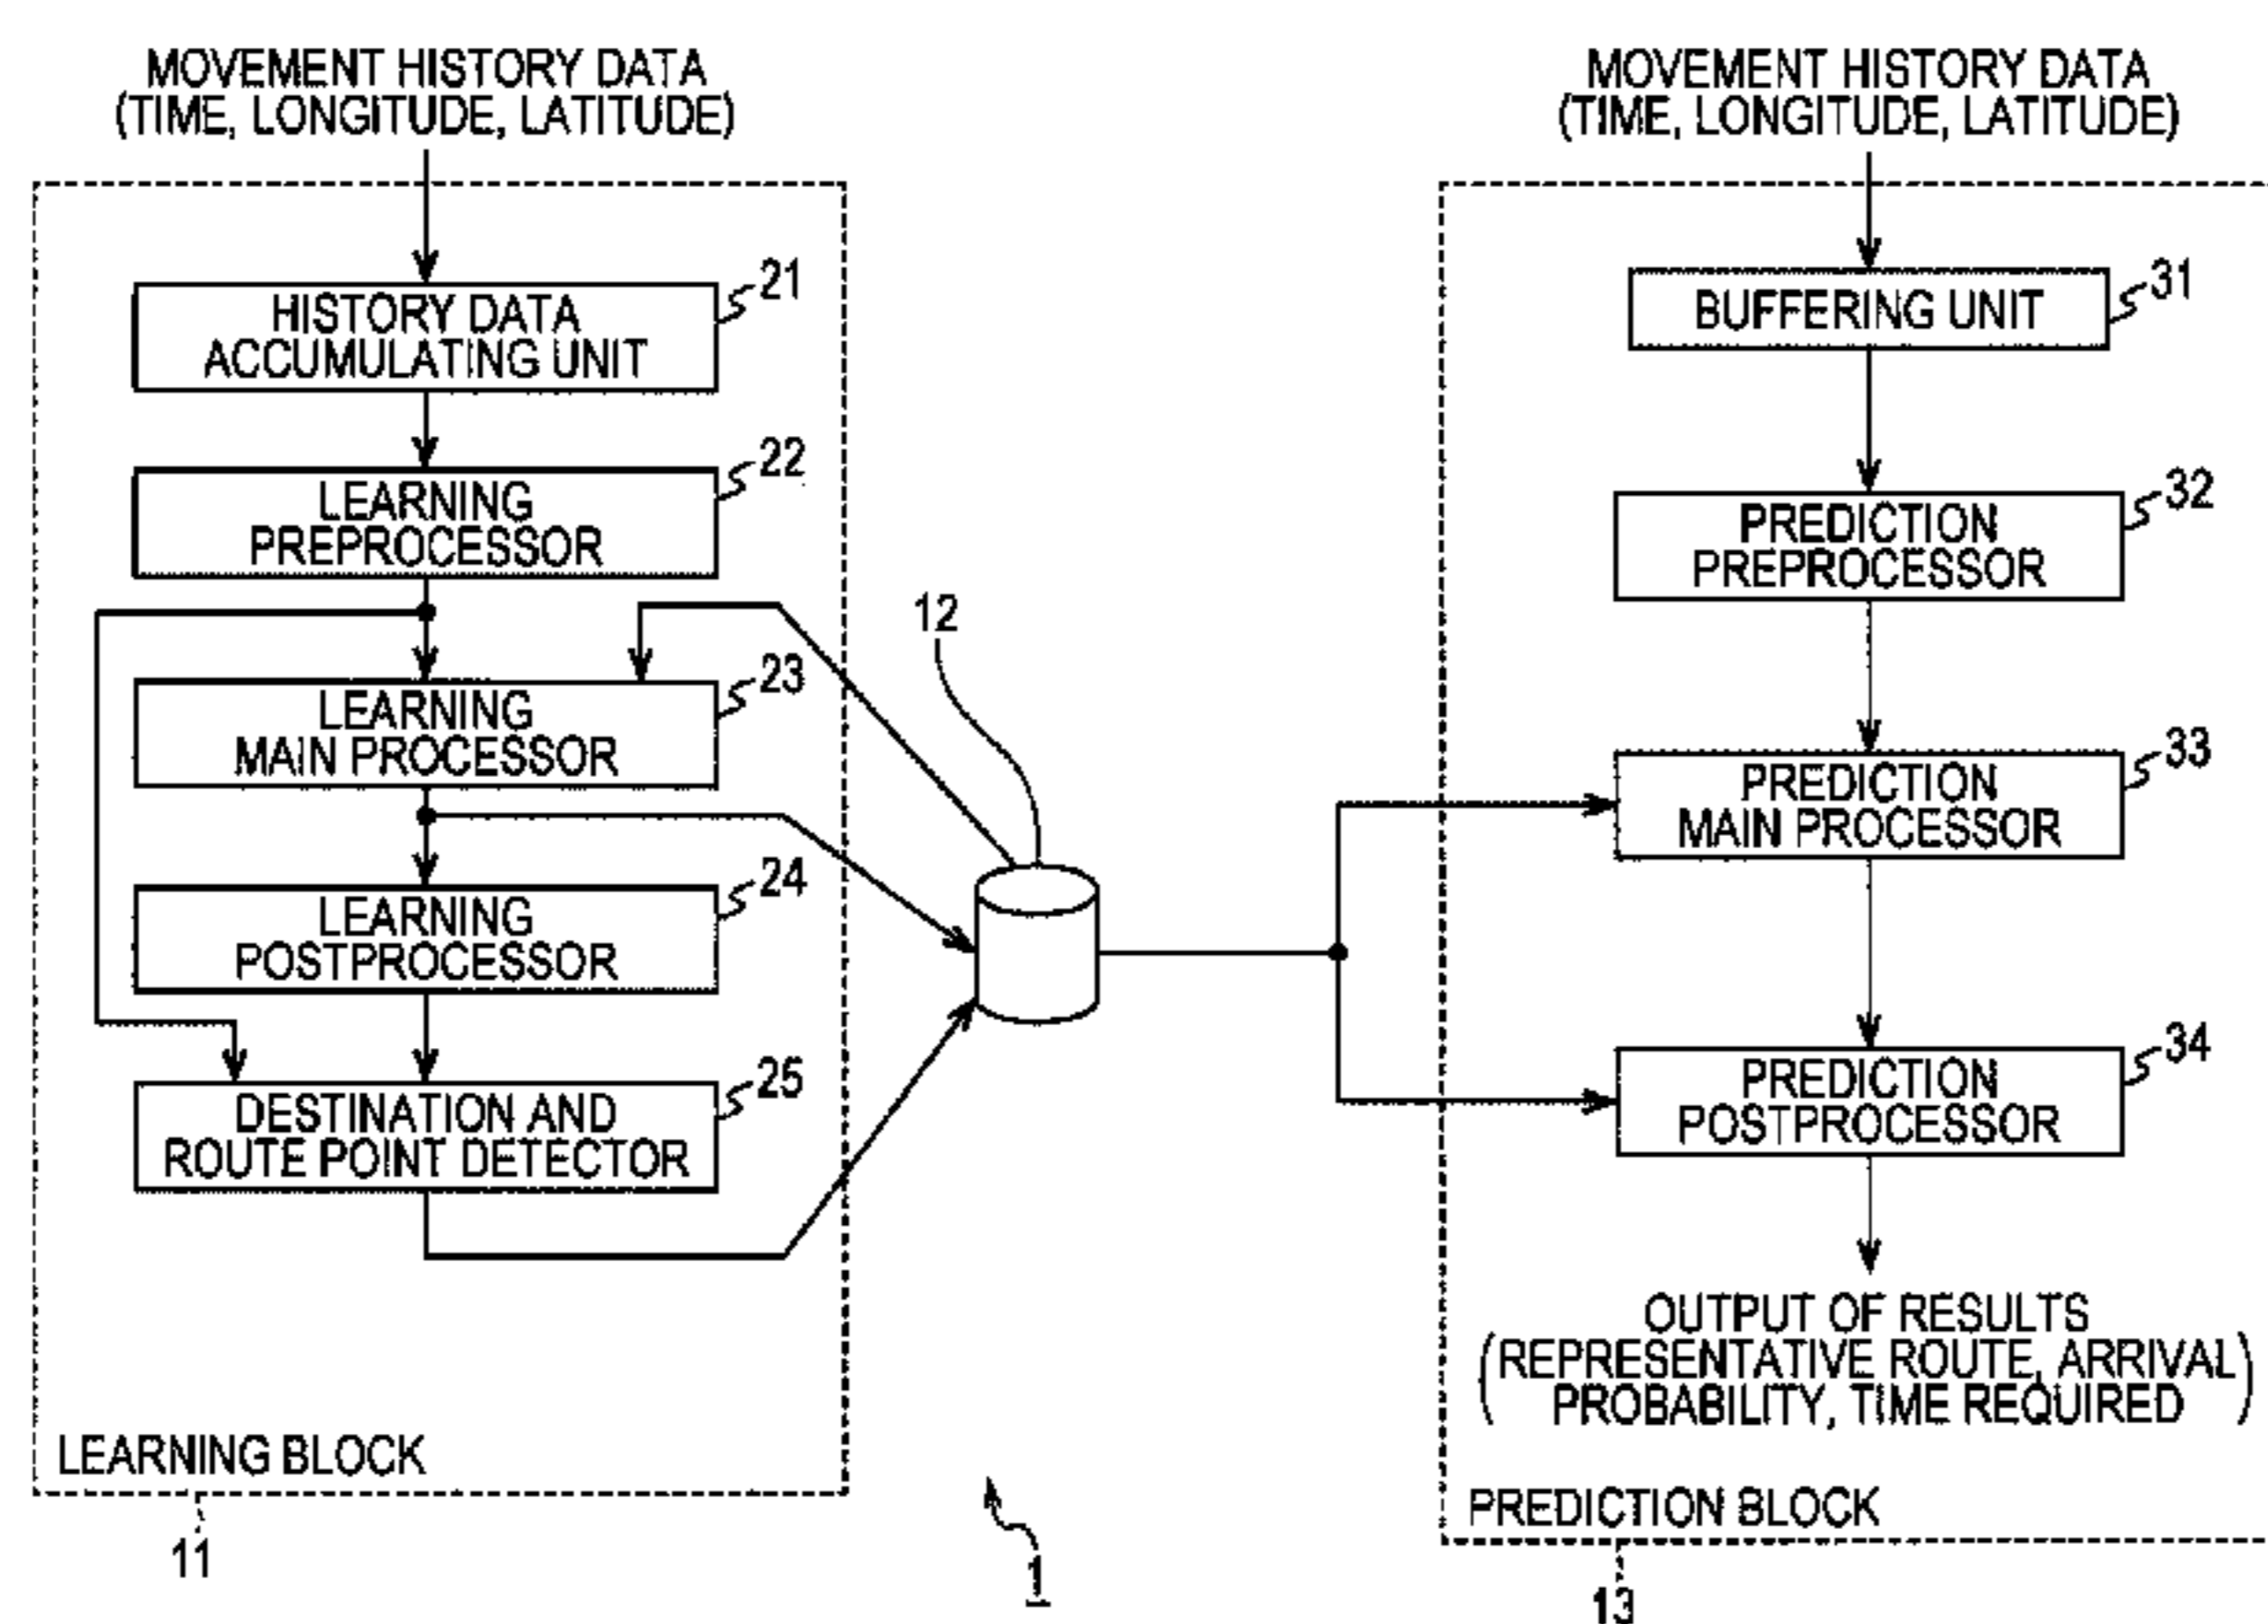 MOVEMENT HISTORY DATA
(TIME, LONGITUDE, LATITUDE)
21
HISTORY DATA
ACCUMULATING UNIT
22
LEARNING
PREPROCESSOR
23
LEARNING
MAIN PROCESSOR
24
LEARNING
POSTPROCESSOR
25
DESTINATION AND
ROUTE POINT DETECTOR
LEARNING BLOCK
11
12
1
MOVEMENT HISTORY DATA
(TIME, LONGITUDE, LATITUDE)
31
BUFFERING UNIT
32
PREDICTION
PREPROCESSOR
33
PREDICTION
MAIN PROCESSOR
34
PREDICTION
POSTPROCESSOR
OUTPUT OF RESULTS
(REPRESENTATIVE ROUTE, ARRIVAL
PROBABILITY, TIME REQUIRED)
PREDICTION BLOCK
13